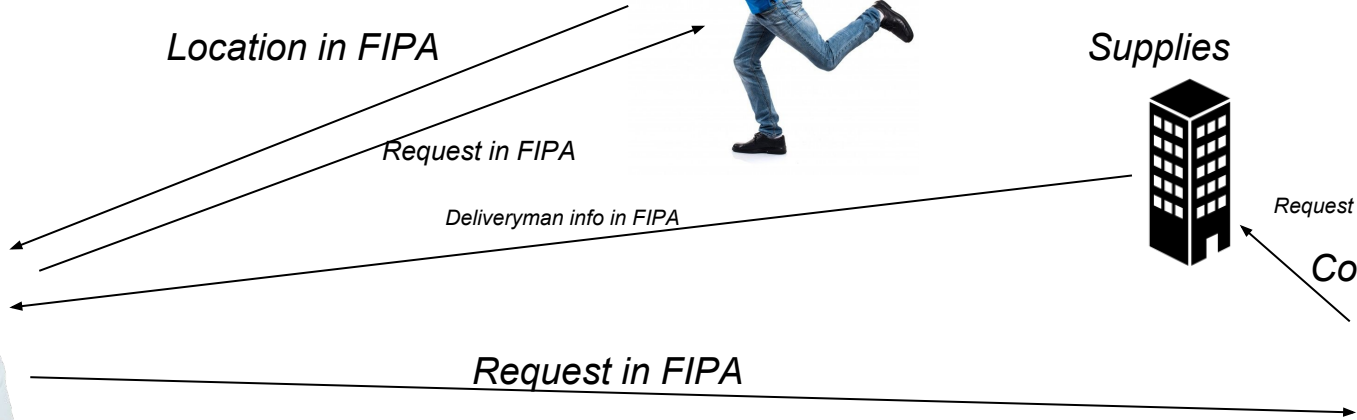 Location in FIPA
Supplies
Request in FIPA
Deliveryman info in FIPA
Request
Co
Request in FIPA